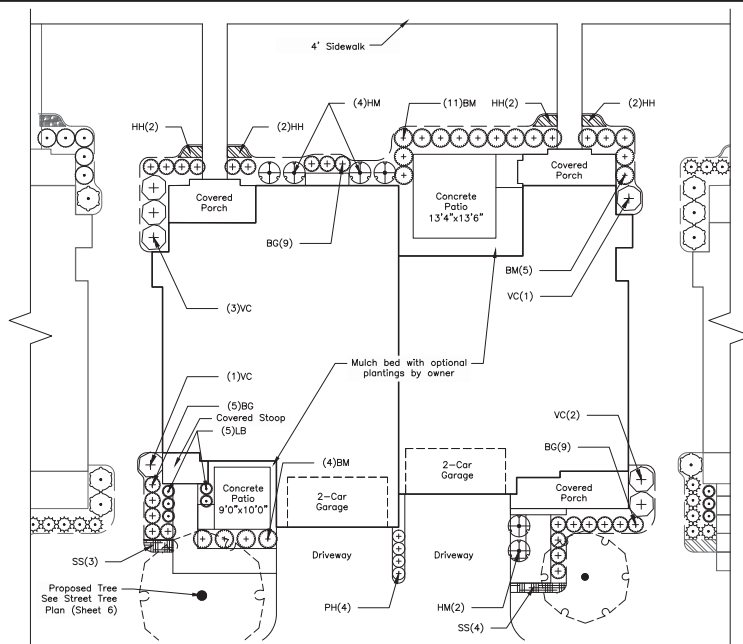 4' Sidewalk
(4)HM
(11)BM
HH(2)
(2)HH
HH(2)
(2)HH
Covered
Porch
Covered
Porch
Concrete
Patio
13'4"x13'6"
BG(9)
BM(5)
VC(1)
(3)VC
Mulch bed with optional
plantings by owner
(1)VC
(5)BG
Covered Stoop
(5)LB
VC(2)
BG(9)
2-Car
Garage
Concrete
Patio
9'0"x10'0"
(4)BM
2-Car
Garage
Covered
Porch
SS(3)
Driveway
Driveway
Proposed Tree
See Street Tree
Plan (Sheet 6)
PH(4)
HM(2)
SS(4)